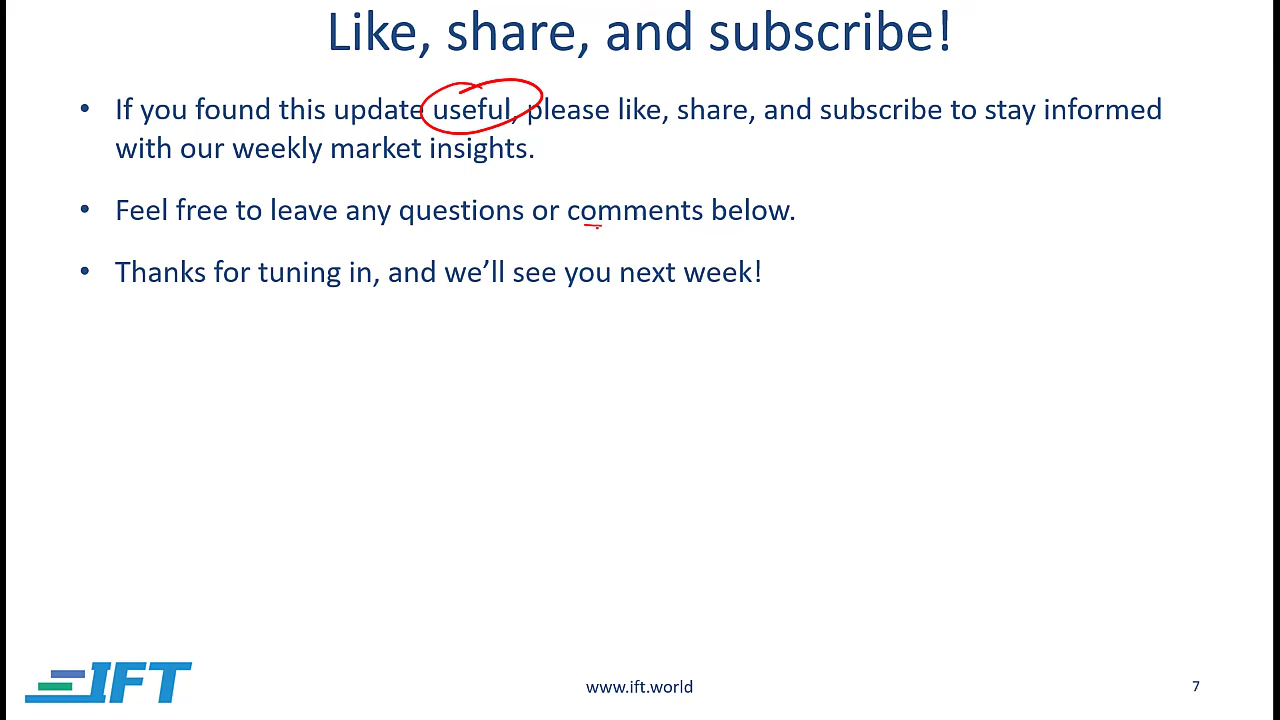 Like, share, and subscribe!
• If you found this update useful, please like, share, and subscribe to stay informed
with our weekly market insights.
• Feel free to leave any questions or comments below.
• Thanks for tuning in, and we’ll see you next week!
IFT
www.ift.world
7